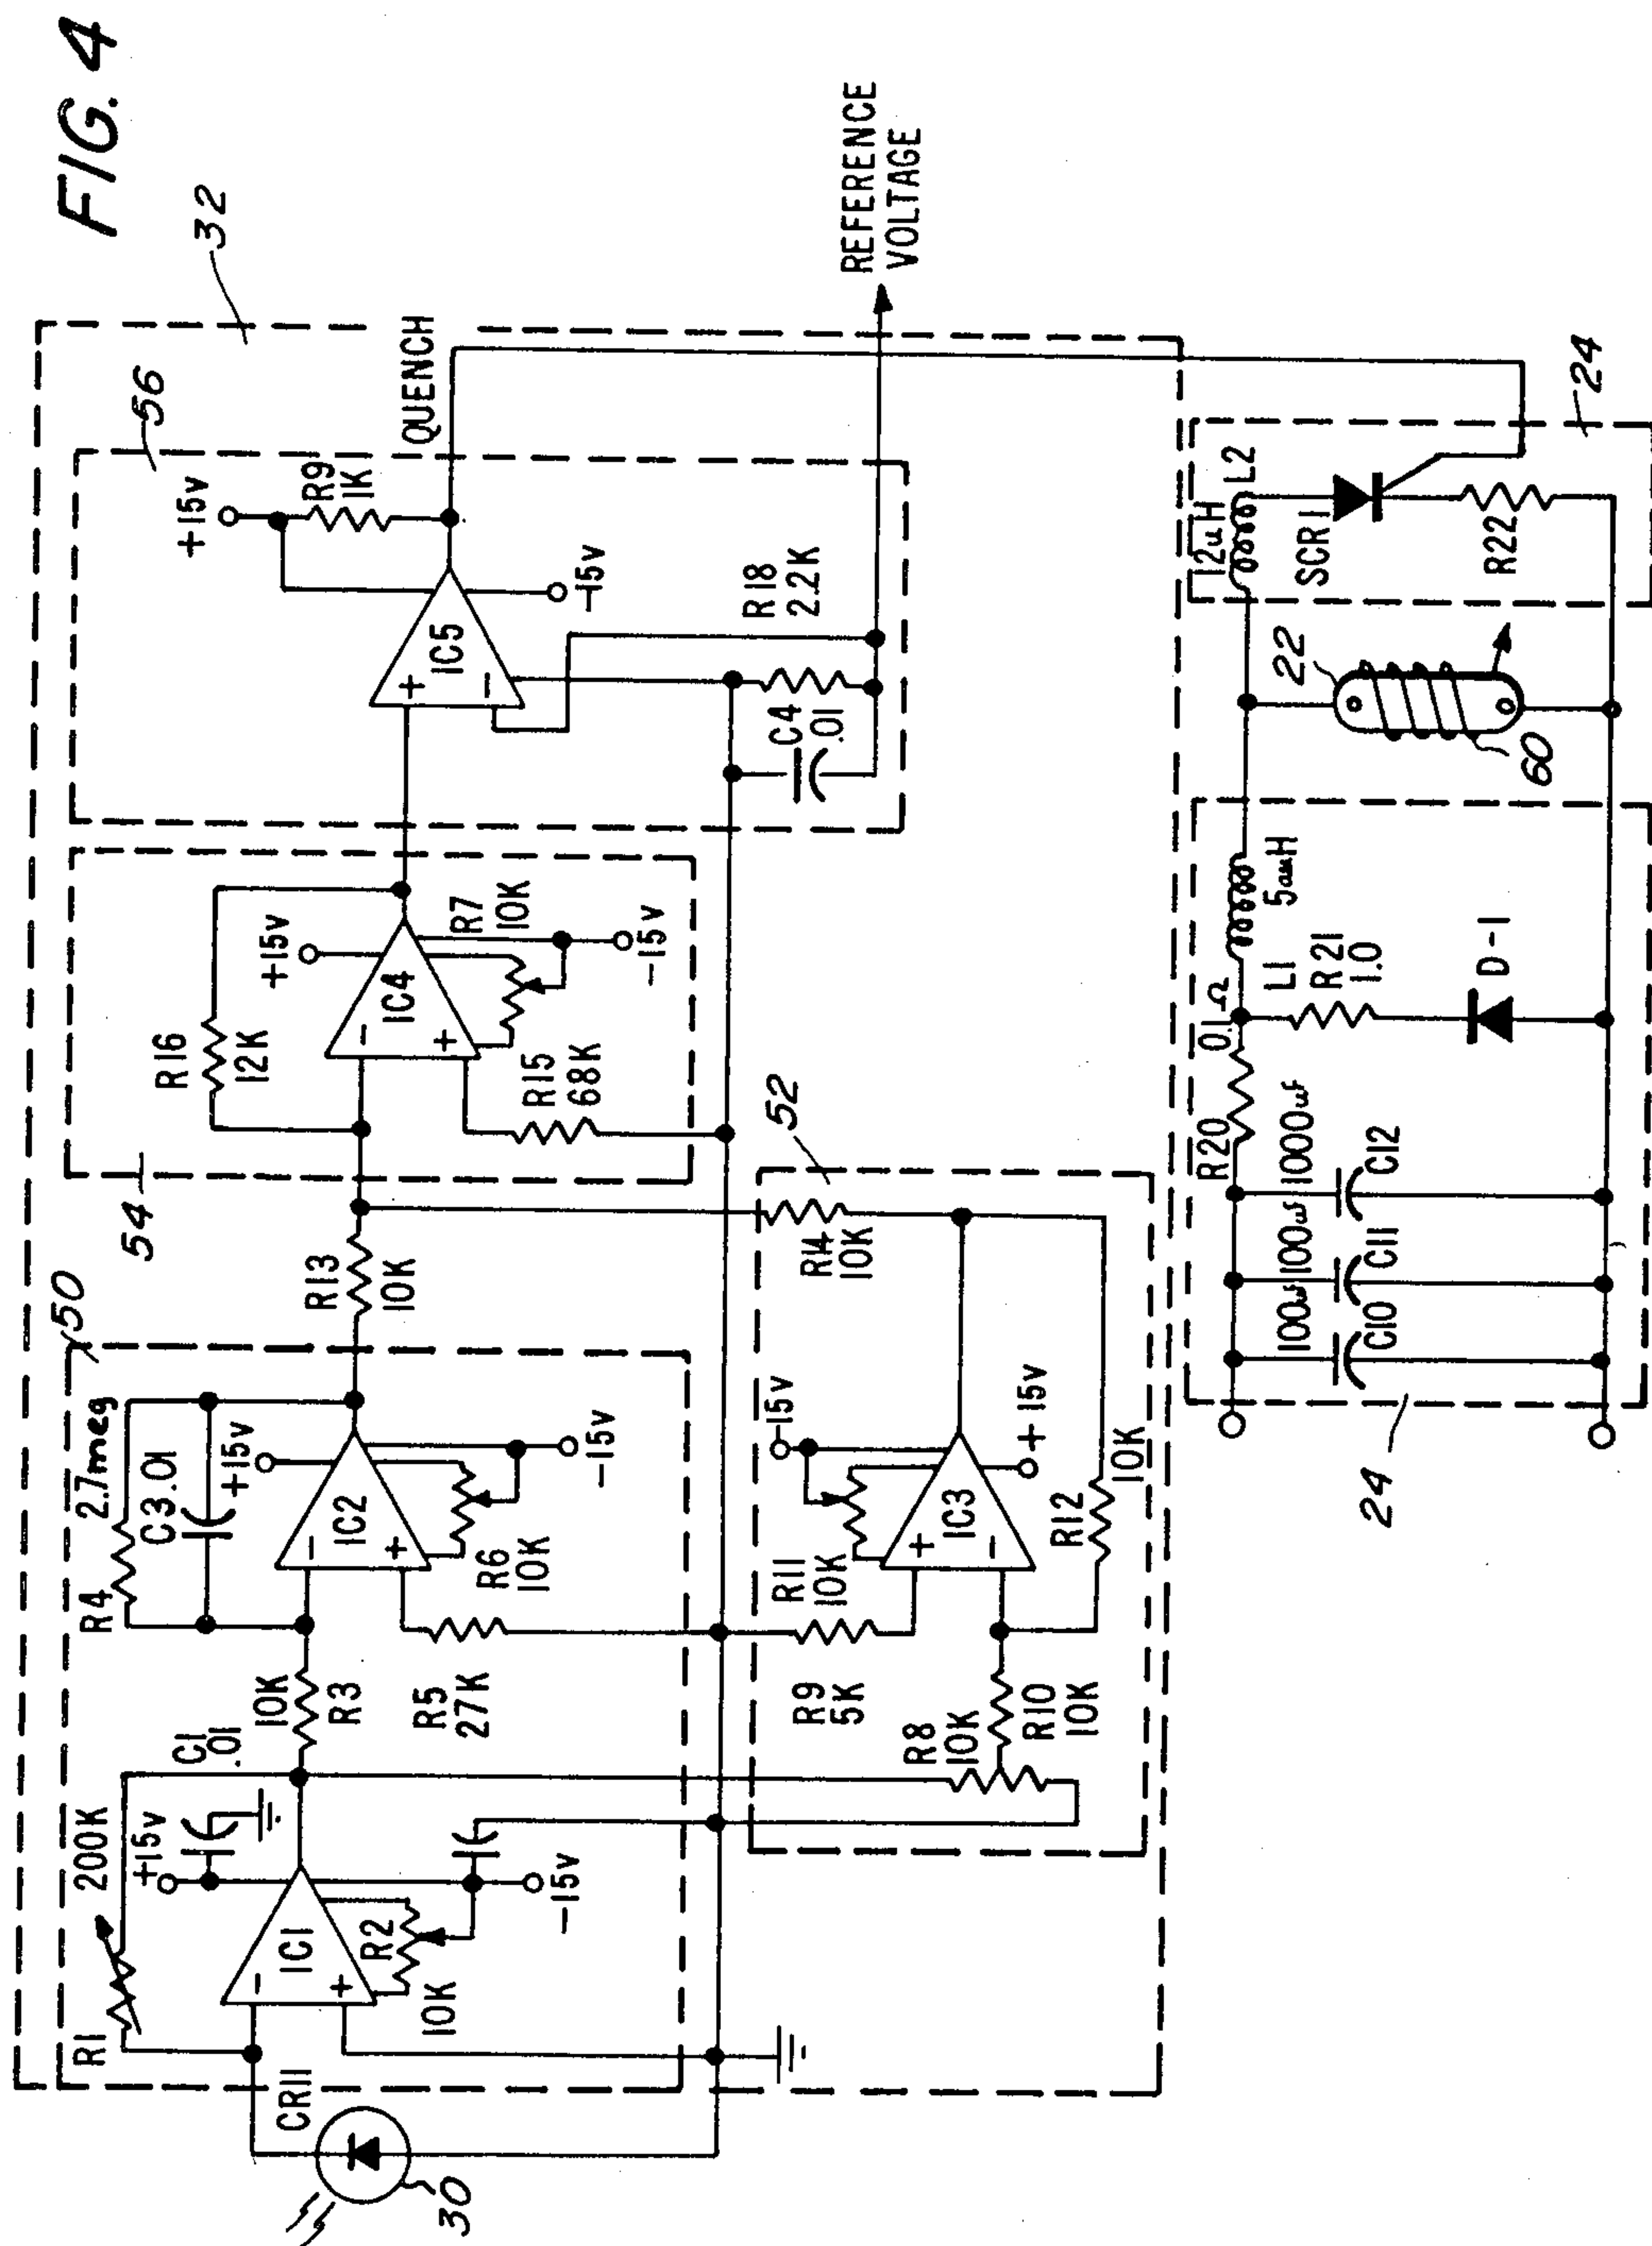 FIG. 4
32
50
54
56
52
R1
200K
+15v
C1
.01
IC1
−
+
R2
10K
−15v
CR11
30
10K
R3
R4
2.7meg
C3.01
+15v
IC2
−
+
R6
10K
−15v
R5
27K
R13
10K
R16
12K
+15v
IC4
−
+
R7
10K
−15v
R15
68K
+15v
R9
1K
QUENCH
IC5
+
−
−15v
R18
2.2K
C4
.01
REFERENCE
VOLTAGE
R9
5K
R8
10K
R10
10K
R11
10K
−15v
IC3
+
−
+15v
R12
10K
R14
10K
24
100uf
C10
100uf
C11
1000uf
C12
R20
0.1Ω
L1
5uH
R21
1.0
D-1
22
60
12uH
L2
SCR1
R22
24